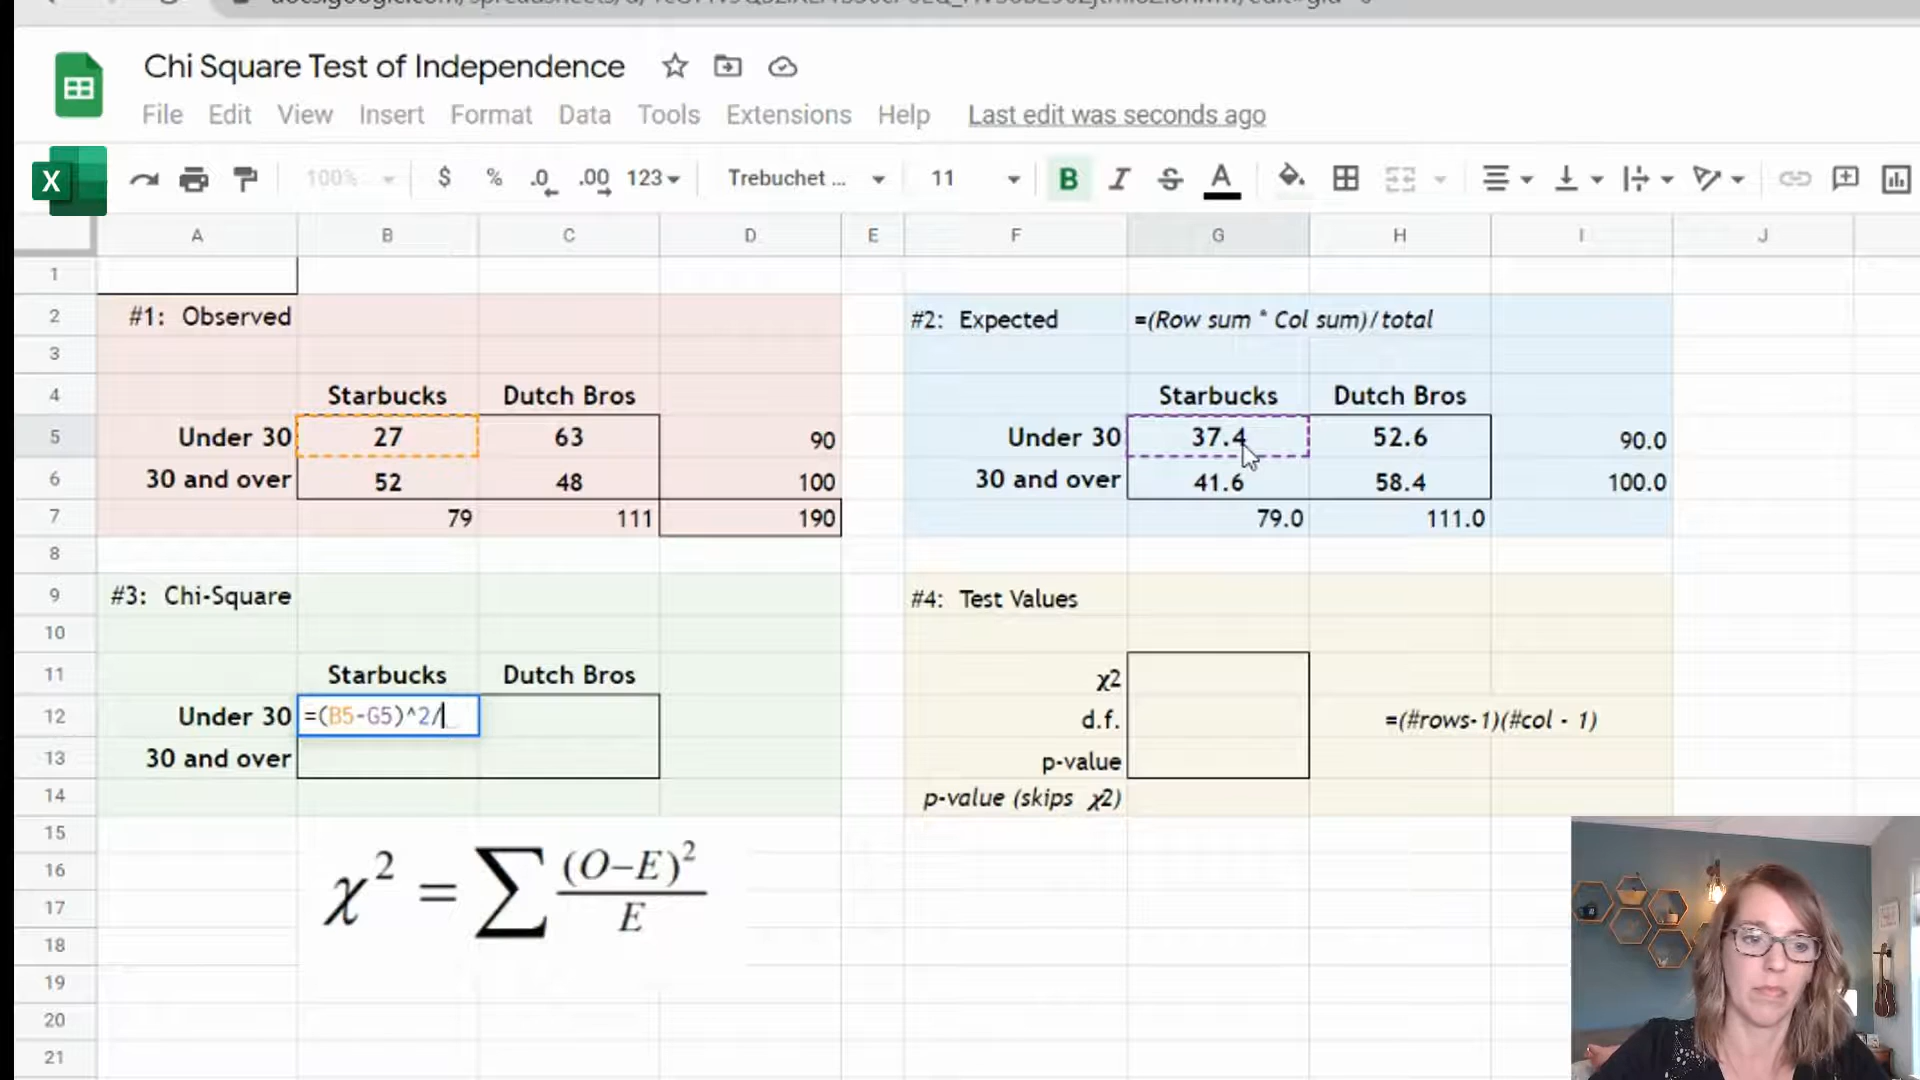 Chi Square Test of Independence
File Edit View Insert Format Data Tools Extensions Help Last edit was seconds ago
X 100% $ % .0 .00 123 Trebuchet ... 11 B I S A
A B C D E F G H I J
1
2 #1: Observed #2: Expected =(Row sum * Col sum)/total
3
4 Starbucks Dutch Bros Starbucks Dutch Bros
5 Under 30 27 63 90 Under 30 37.4 52.6 90.0
6 30 and over 52 48 100 30 and over 41.6 58.4 100.0
7 79 111 190 79.0 111.0
8
9 #3: Chi-Square #4: Test Values
10
11 Starbucks Dutch Bros χ2
12 Under 30 =(B5-G5)^2/ d.f. =(#rows-1)(#col - 1)
13 30 and over p-value
14 p-value (skips χ2)
15
16 χ² = ∑ (O−E)² / E
17
18
19
20
21